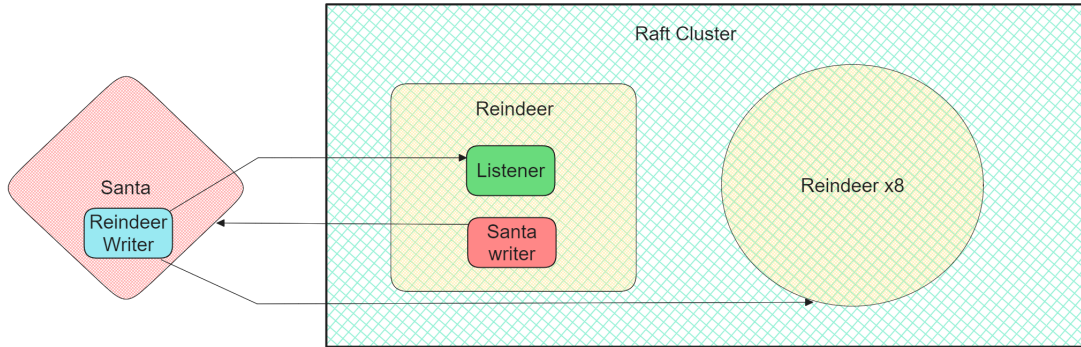 Raft Cluster
Reindeer
Listener
Santa
writer
Santa
Reindeer
Writer
Reindeer x8